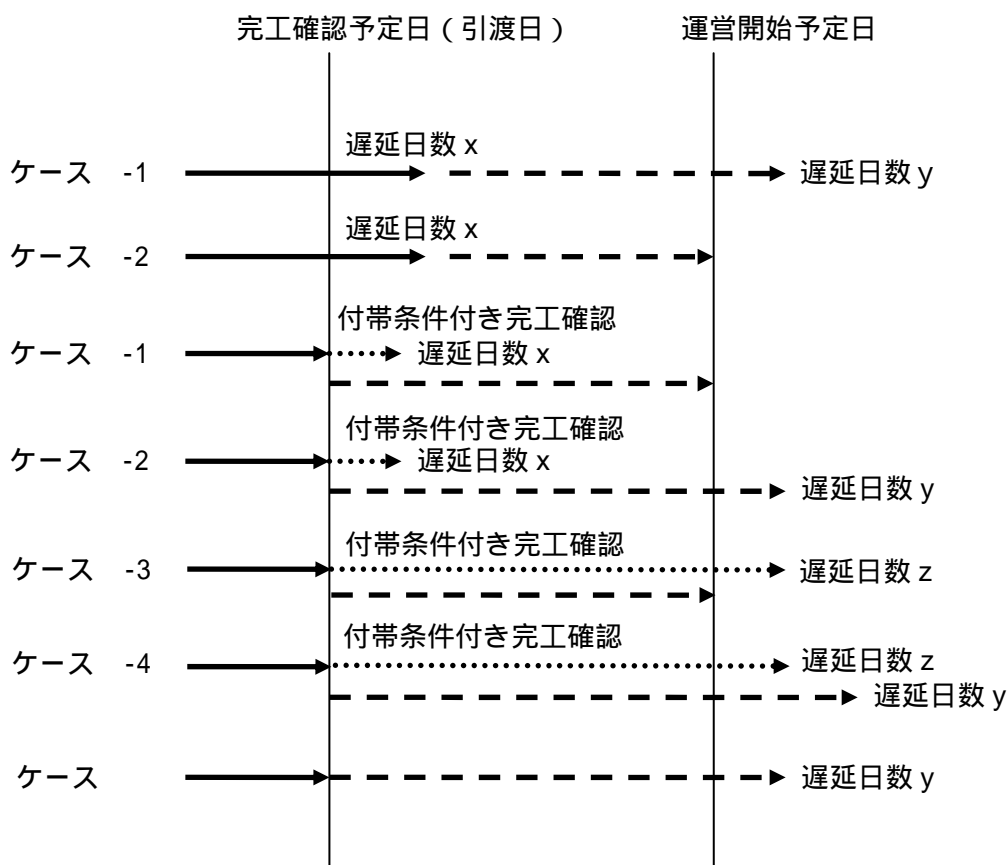 完工確認予定日（引渡日） 運営開始予定日
遅延日数 x
ケース -1 遅延日数 y
遅延日数 x
ケース -2
付帯条件付き完工確認
ケース -1 遅延日数 x
付帯条件付き完工確認
ケース -2 遅延日数 x
遅延日数 y
付帯条件付き完工確認
ケース -3 遅延日数 z
付帯条件付き完工確認
ケース -4 遅延日数 z
遅延日数 y
ケース 遅延日数 y